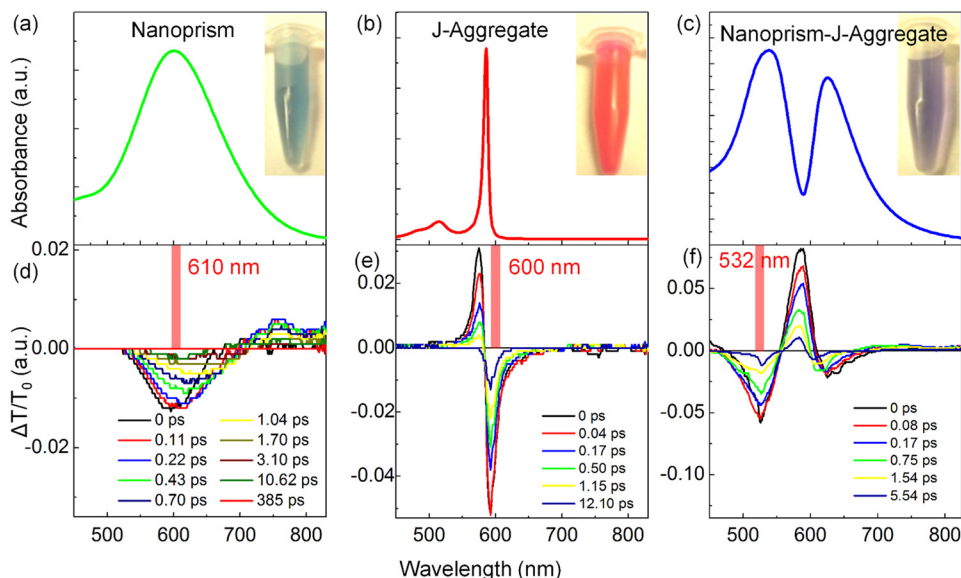 (a) Nanoprism
(b) J-Aggregate
(c) Nanoprism-J-Aggregate
Absorbance (a.u.)
(d) 610 nm
0.02
0.00
-0.02
ΔT/T0 (a.u.)
0 ps
0.11 ps
0.22 ps
0.43 ps
0.70 ps
1.04 ps
1.70 ps
3.10 ps
10.62 ps
385 ps
500 600 700 800
(e) 600 nm
0.02
0.00
-0.02
-0.04
0 ps
0.04 ps
0.17 ps
0.50 ps
1.15 ps
12.10 ps
500 600 700 800
(f) 532 nm
0.05
0.00
-0.05
-0.10
0 ps
0.08 ps
0.17 ps
0.75 ps
1.54 ps
5.54 ps
500 600 700 800
Wavelength (nm)